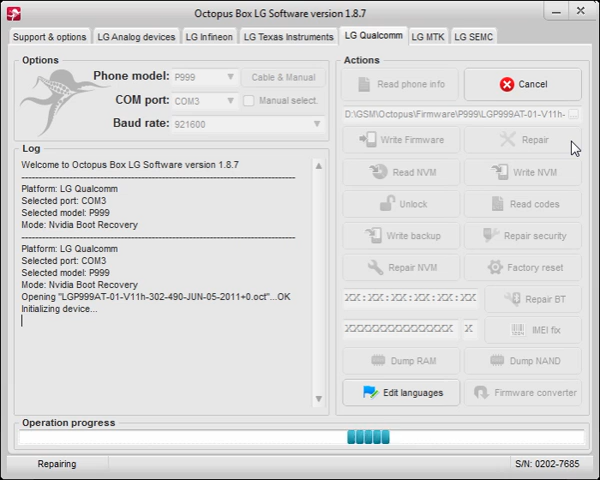 Octopus Box LG Software version 1.8.7
Support & options
LG Analog devices
LG Infineon
LG Texas Instruments
LG Qualcomm
LG MTK
LG SEMC
Options
Phone model:
P999
Cable & Manual
COM port:
COM3
Manual select.
Baud rate:
921600
Log
Welcome to Octopus Box LG Software version 1.8.7
Platform: LG Qualcomm
Selected port: COM3
Selected model: P999
Mode: Nvidia Boot Recovery
Platform: LG Qualcomm
Selected port: COM3
Selected model: P999
Mode: Nvidia Boot Recovery
Opening "LGP999AT-01-V11h-302-490-JUN-05-2011+0.oct"...OK
Initializing device...
Actions
Read phone info
Cancel
D:\GSM\Octopus\Firmware\P999\LGP999AT-01-V11h-
Write Firmware
Repair
Read NVM
Write NVM
Unlock
Read codes
Write backup
Repair security
Repair NVM
Factory reset
XX:XX:XX:XX:XX:XX
Repair BT
XXXXXXXXXXXXXX
X
IMEI fix
Dump RAM
Dump NAND
Edit languages
Firmware converter
Operation progress
Repairing
S/N: 0202-7685